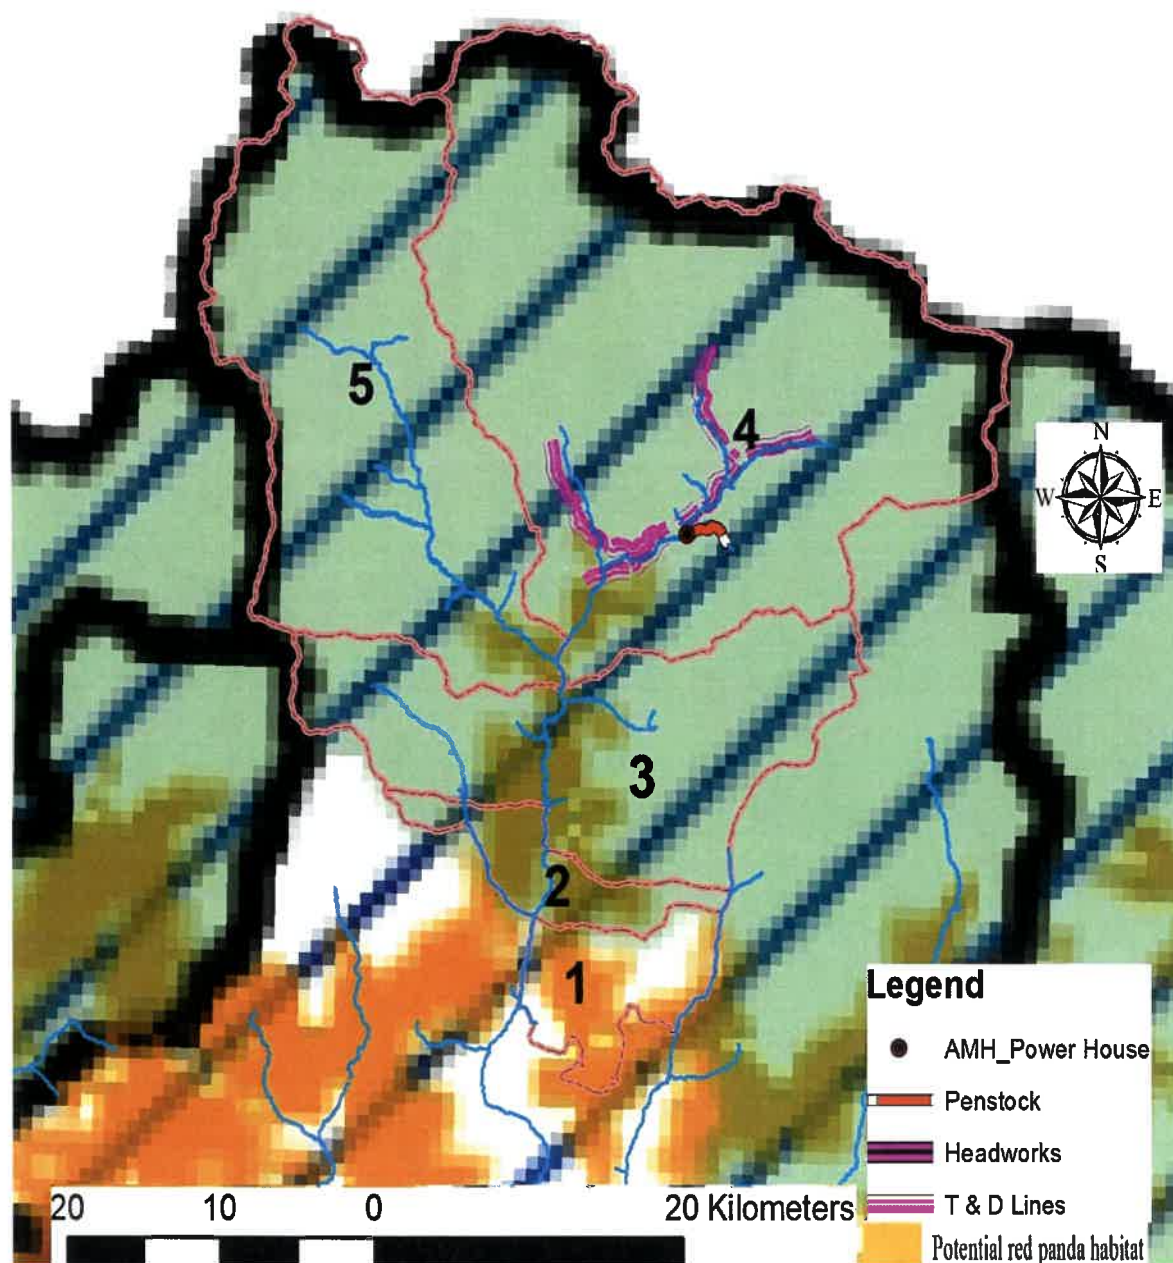 5
4
N
W E
S
3
2
1
Legend
AMH_Power House
Penstock
Headworks
T & D Lines
Potential red panda habitat
20 10 0 20 Kilometers